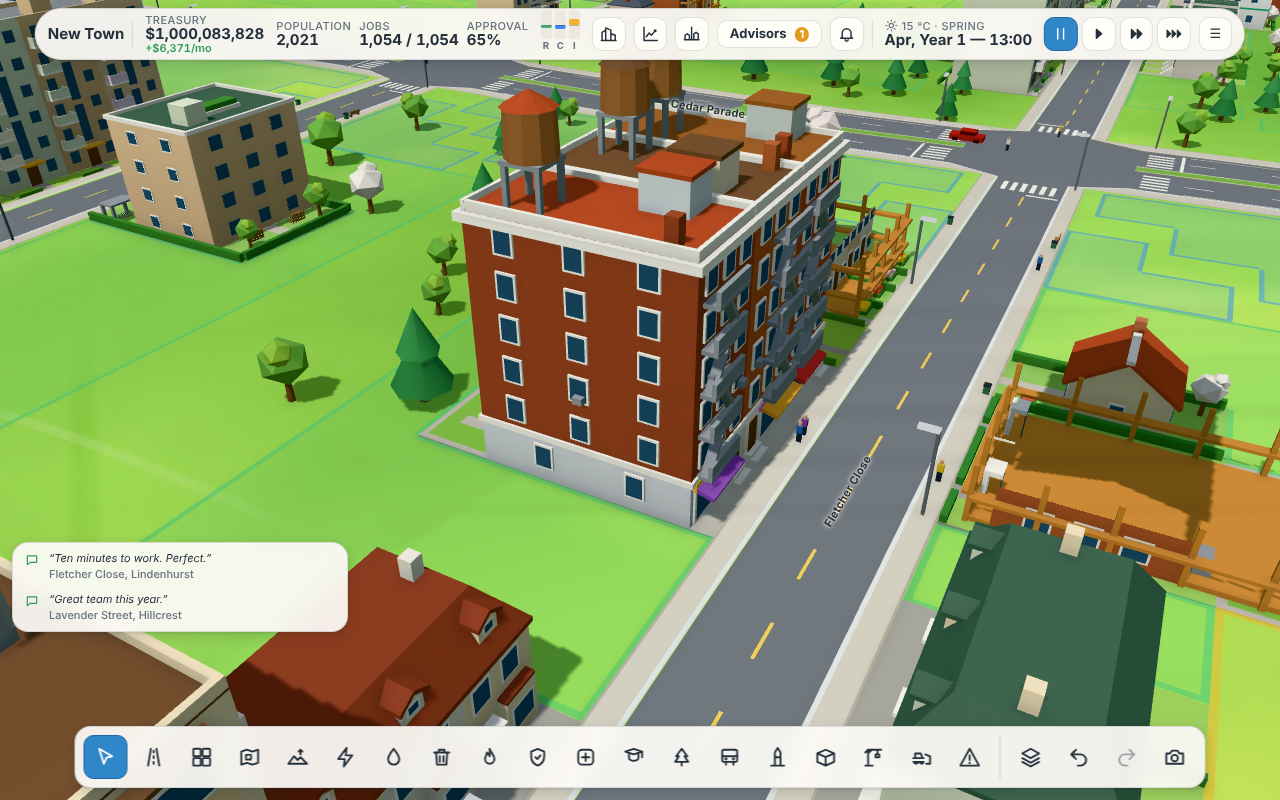 New Town
TREASURY
$1,000,083,828
+$6,371/mo
POPULATION
2,021
JOBS
1,054 / 1,054
APPROVAL
65%
R C I
Advisors 1
15 °C · SPRING
Apr, Year 1 — 13:00
Cedar Parade
Fletcher Close
“Ten minutes to work. Perfect.”
Fletcher Close, Lindenhurst
“Great team this year.”
Lavender Street, Hillcrest